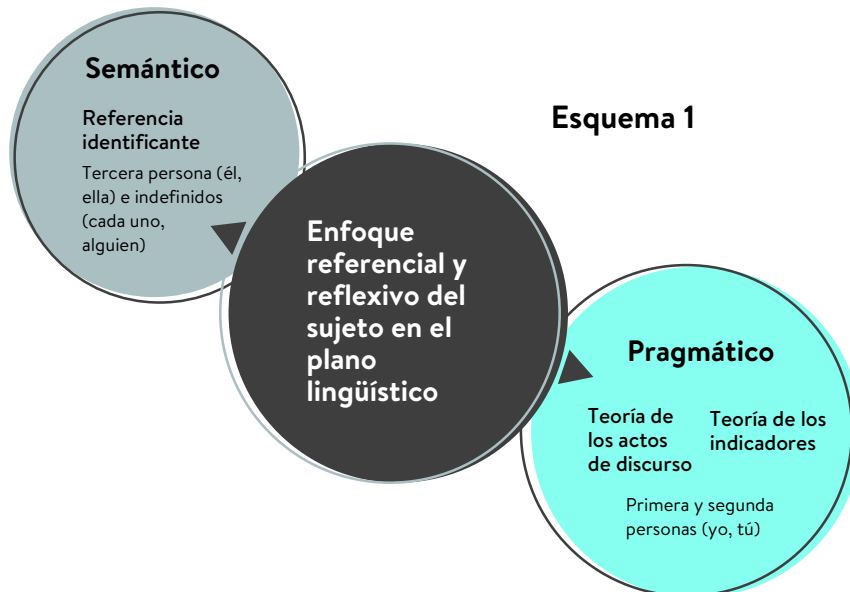 Semántico
Referencia
identificante
Tercera persona (él,
ella) e indefinidos
(cada uno,
alguien)
Esquema 1
Enfoque
referencial y
reflexivo del
sujeto en el
plano
lingüístico
Pragmático
Teoría de
los actos
de discurso
Teoría de los
indicadores
Primera y segunda
personas (yo, tú)